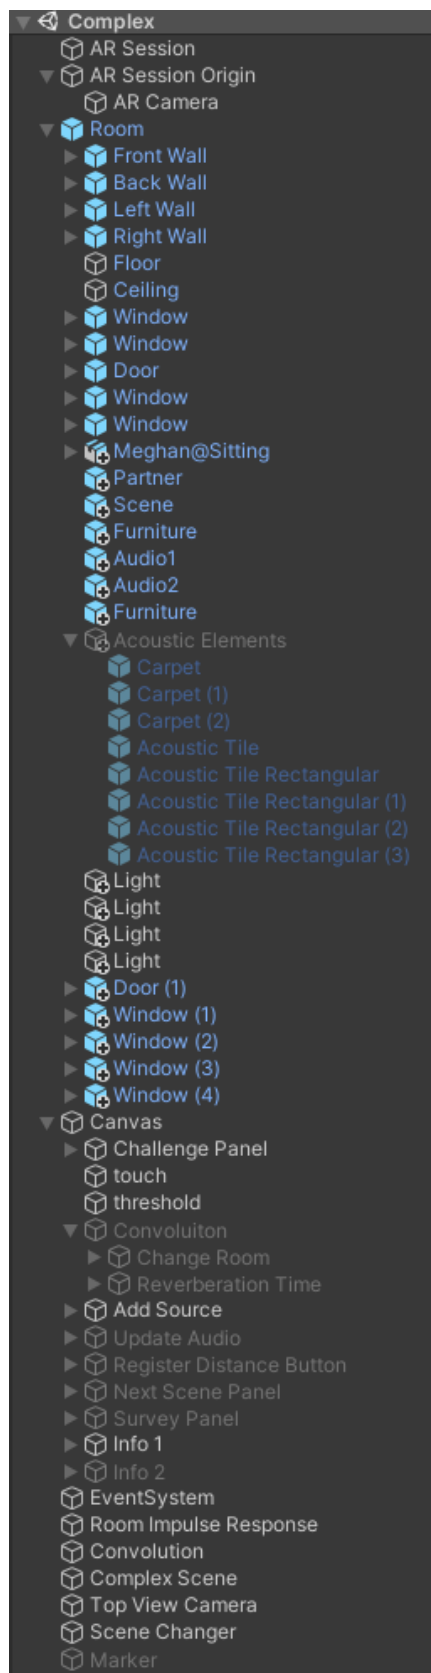 Complex
AR Session
AR Session Origin
AR Camera
Room
Front Wall
Back Wall
Left Wall
Right Wall
Floor
Ceiling
Window
Window
Door
Window
Window
Meghan@Sitting
Partner
Scene
Furniture
Audio1
Audio2
Furniture
Acoustic Elements
Carpet
Carpet (1)
Carpet (2)
Acoustic Tile
Acoustic Tile Rectangular
Acoustic Tile Rectangular (1)
Acoustic Tile Rectangular (2)
Acoustic Tile Rectangular (3)
Light
Light
Light
Light
Door (1)
Window (1)
Window (2)
Window (3)
Window (4)
Canvas
Challenge Panel
touch
threshold
Convoluiton
Change Room
Reverberation Time
Add Source
Update Audio
Register Distance Button
Next Scene Panel
Survey Panel
Info 1
Info 2
EventSystem
Room Impulse Response
Convolution
Complex Scene
Top View Camera
Scene Changer
Marker